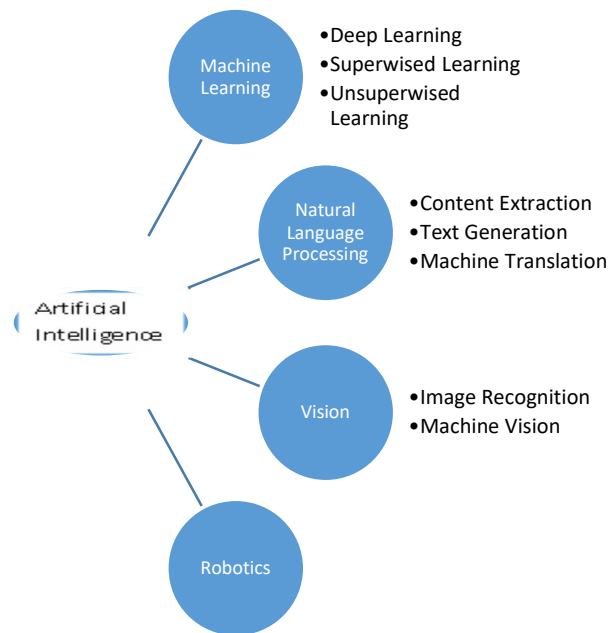 Machine
Learning
•Deep Learning
•Superwised Learning
•Unsuperwised
Learning
Natural
Language
Processing
•Content Extraction
•Text Generation
•Machine Translation
Artificial
Intelligence
Vision
•Image Recognition
•Machine Vision
Robotics